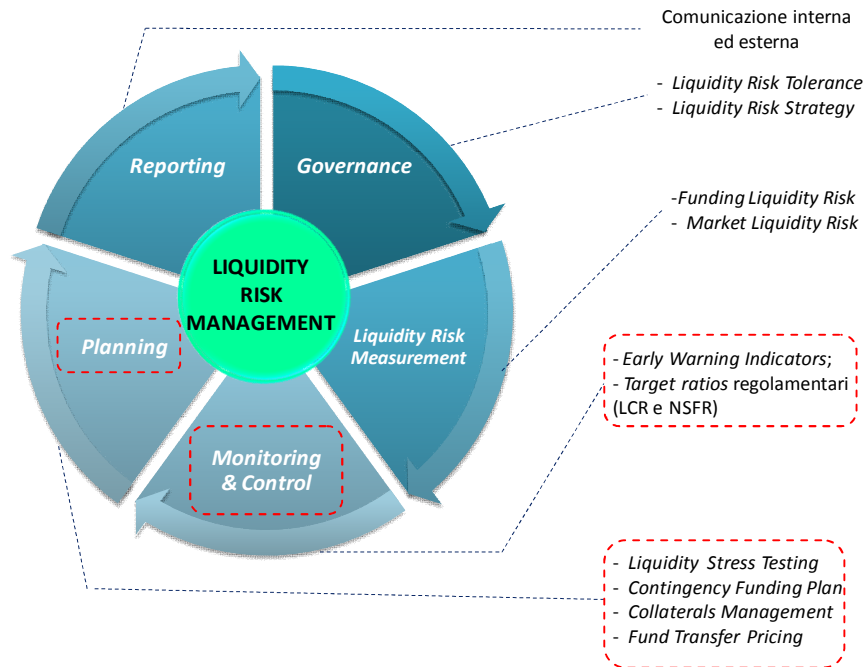 Comunicazione interna
ed esterna
- Liquidity Risk Tolerance
- Liquidity Risk Strategy
Reporting
Governance
-Funding Liquidity Risk
- Market Liquidity Risk
LIQUIDITY
RISK
MANAGEMENT
Planning
Liquidity Risk
Measurement
- Early Warning Indicators;
- Target ratios regolamentari
(LCR e NSFR)
Monitoring
& Control
- Liquidity Stress Testing
- Contingency Funding Plan
- Collaterals Management
- Fund Transfer Pricing